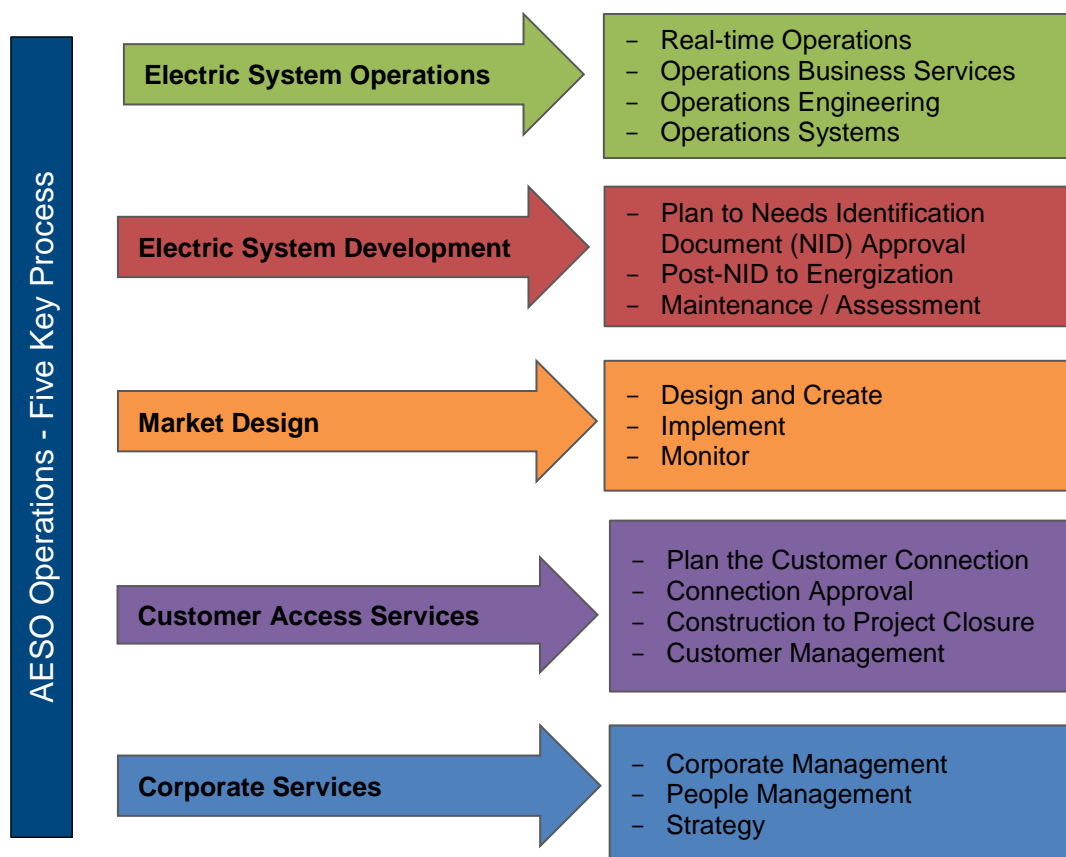 AESO Operations - Five Key Process
Electric System Operations
- Real-time Operations
- Operations Business Services
- Operations Engineering
- Operations Systems
Electric System Development
- Plan to Needs Identification
Document (NID) Approval
- Post-NID to Energization
- Maintenance / Assessment
Market Design
- Design and Create
- Implement
- Monitor
Customer Access Services
- Plan the Customer Connection
- Connection Approval
- Construction to Project Closure
- Customer Management
Corporate Services
- Corporate Management
- People Management
- Strategy